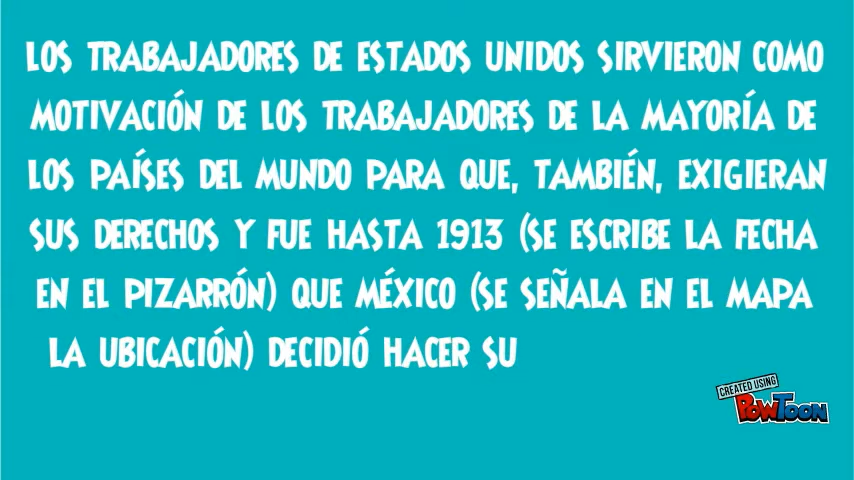 LOS TRABAJADORES DE ESTADOS UNIDOS SIRVIERON COMO
MOTIVACIÓN DE LOS TRABAJADORES DE LA MAYORÍA DE
LOS PAÍSES DEL MUNDO PARA QUE, TAMBIÉN, EXIGIERAN
SUS DERECHOS Y FUE HASTA 1913 (SE ESCRIBE LA FECHA
EN EL PIZARRÓN) QUE MÉXICO (SE SEÑALA EN EL MAPA
LA UBICACIÓN) DECIDIÓ HACER SU
CREATED USING
POWTOON